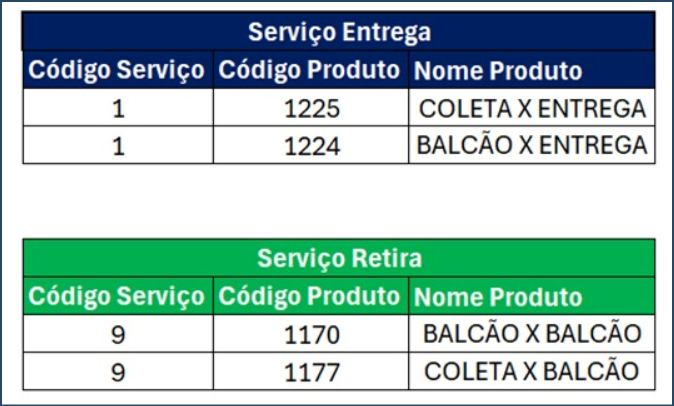 Serviço Entrega
Código Serviço Código Produto Nome Produto
1 1225 COLETA X ENTREGA
1 1224 BALCÃO X ENTREGA
Serviço Retira
Código Serviço Código Produto Nome Produto
9 1170 BALCÃO X BALCÃO
9 1177 COLETA X BALCÃO